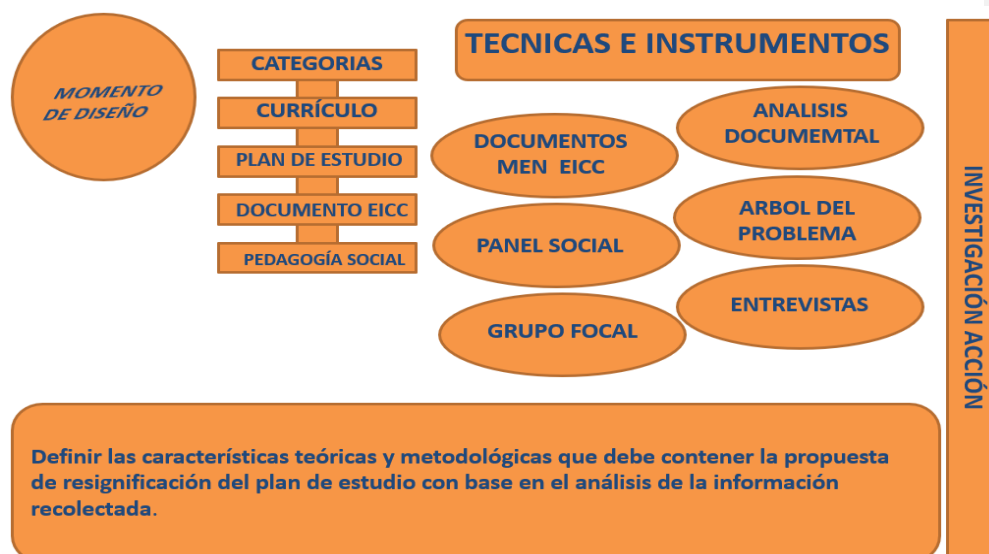 MOMENTO
DE DISEÑO
CATEGORIAS
CURRÍCULO
PLAN DE ESTUDIO
DOCUMENTO EICC
PEDAGOGÍA SOCIAL
TECNICAS E INSTRUMENTOS
DOCUMENTOS
MEN EICC
PANEL SOCIAL
GRUPO FOCAL
ANALISIS
DOCUMEMTAL
ARBOL DEL
PROBLEMA
ENTREVISTAS
INVESTIGACIÓN ACCIÓN
Definir las características teóricas y metodológicas que debe contener la propuesta
de resignificación del plan de estudio con base en el análisis de la información
recolectada.